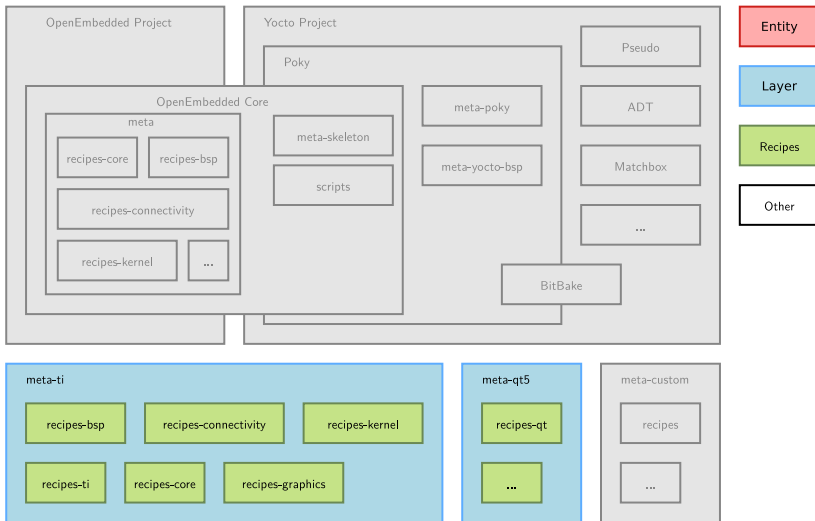 OpenEmbedded Project
Yocto Project
Entity
Pseudo
Poky
Layer
OpenEmbedded Core
meta-poky
ADT
meta
meta-skeleton
recipes-core
recipes-bsp
meta-yocto-bsp
Matchbox
Recipes
scripts
recipes-connectivity
...
Other
recipes-kernel
...
BitBake
meta-ti
recipes-bsp
recipes-connectivity
recipes-kernel
recipes-ti
recipes-core
recipes-graphics
meta-qt5
recipes-qt
...
meta-custom
recipes
...